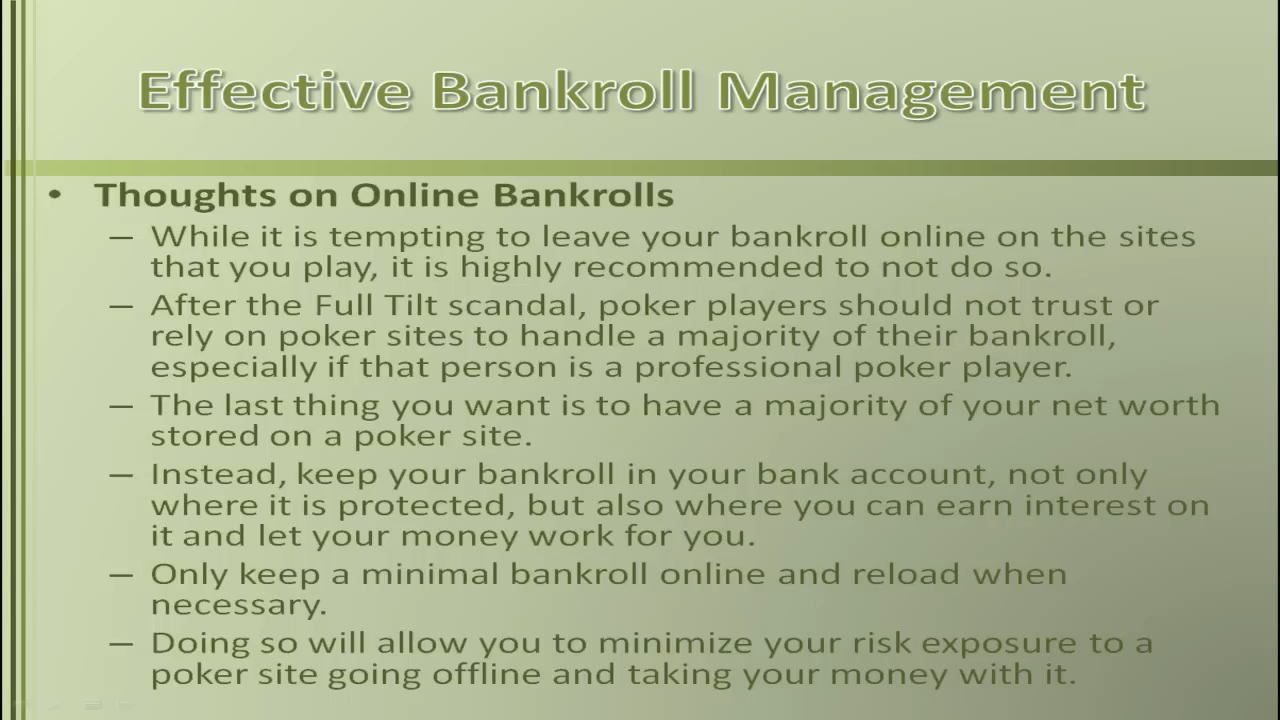 Effective Bankroll Management
• Thoughts on Online Bankrolls
– While it is tempting to leave your bankroll online on the sites
that you play, it is highly recommended to not do so.
– After the Full Tilt scandal, poker players should not trust or
rely on poker sites to handle a majority of their bankroll,
especially if that person is a professional poker player.
– The last thing you want is to have a majority of your net worth
stored on a poker site.
– Instead, keep your bankroll in your bank account, not only
where it is protected, but also where you can earn interest on
it and let your money work for you.
– Only keep a minimal bankroll online and reload when
necessary.
– Doing so will allow you to minimize your risk exposure to a
poker site going offline and taking your money with it.